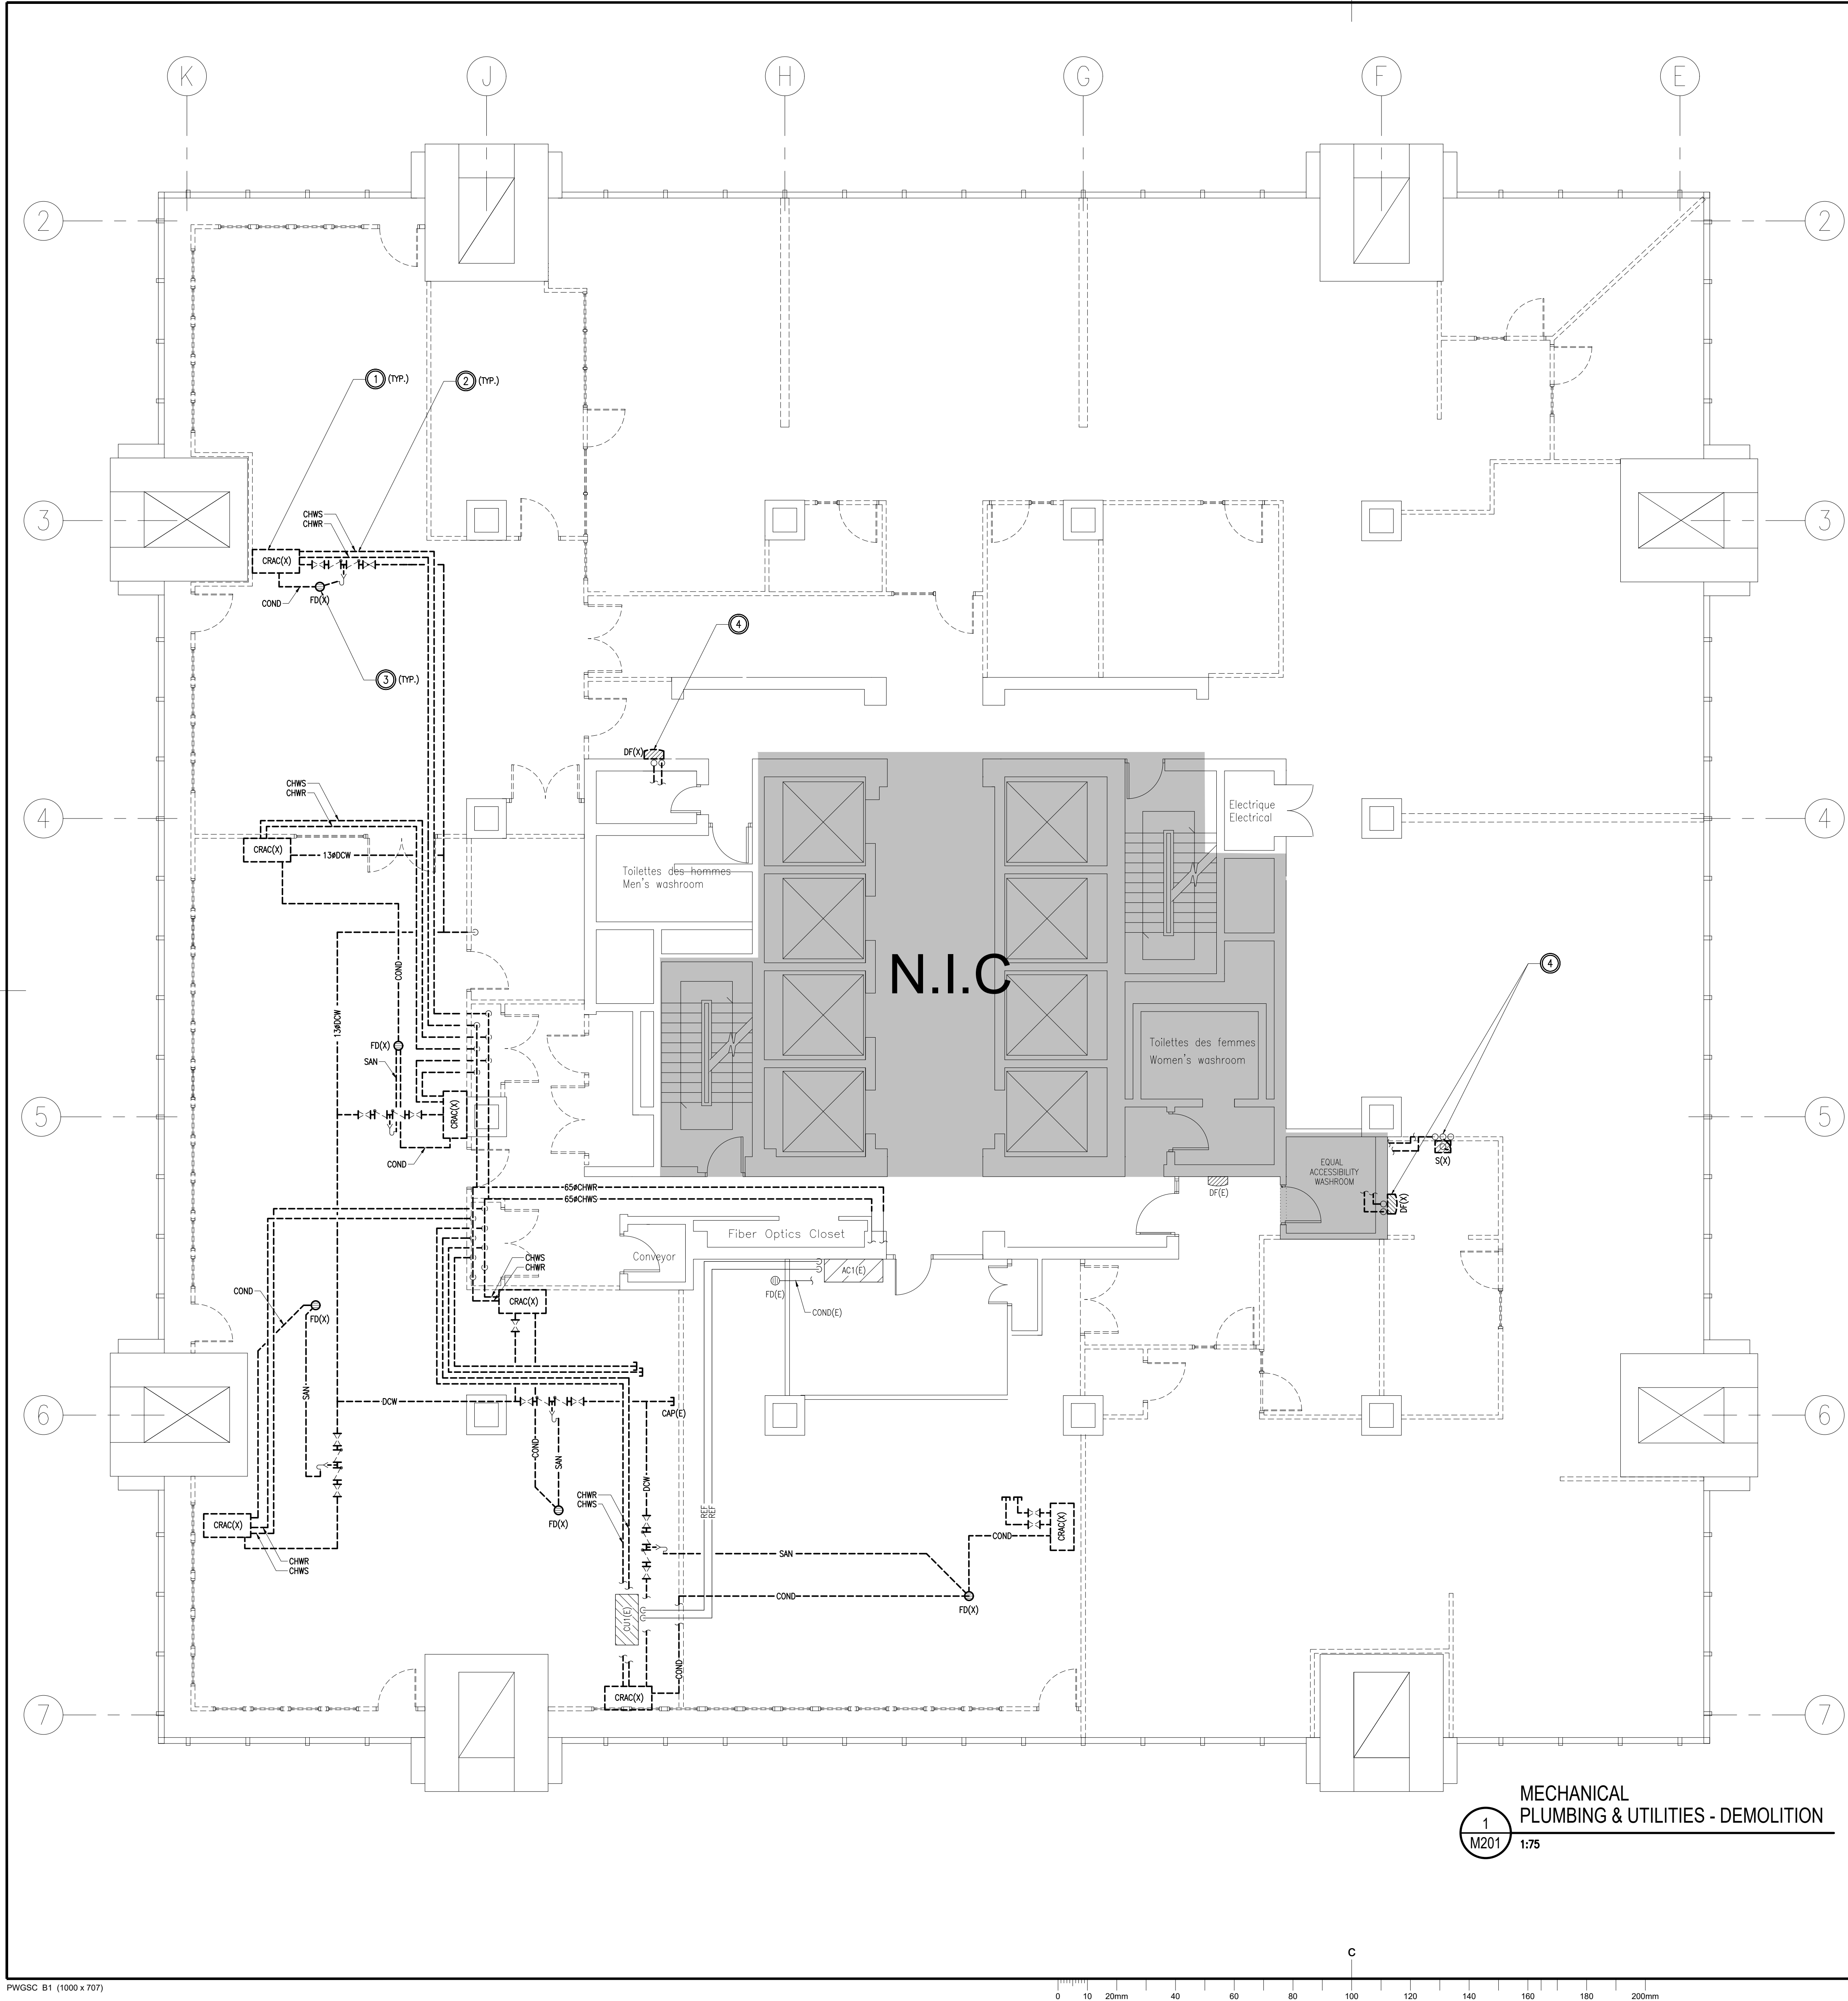 K
J
H
G
F
E
2
2
1 (TYP.)
2 (TYP.)
3
3
CHWS
CHWR
CRAC(X)
COND
FD(X)
4
3 (TYP.)
DF(X)
CHWS
CHWR
4
4
Electrique
Electrical
CRAC(X)
13øDCW
Toilettes des hommes
Men's washroom
N.I.C
4
COND
13øDCW
FD(X)
SAN
Toilettes des femmes
Women's washroom
5
5
CRAC(X)
COND
S(X)
EQUAL
ACCESSIBILITY
WASHROOM
65øCHWR
65øCHWS
DF(E)
DF(X)
Fiber Optics Closet
Conveyor
CHWS
CHWR
AC1(E)
FD(E)
COND(E)
COND
CRAC(X)
FD(X)
SAN
DCW
CAP(E)
6
6
COND
SAN
DCW
CHWR
CHWS
REF
REF
FD(X)
CRAC(X)
CRAC(X)
COND
CHWR
CHWS
SAN
COND
FD(X)
CU1(E)
COND
CRAC(X)
7
7
1
M201
MECHANICAL
PLUMBING & UTILITIES - DEMOLITION
1:75
C
PWGSC B1 (1000 x 707)
0 10 20mm 40 60 80 100 120 140 160 180 200mm